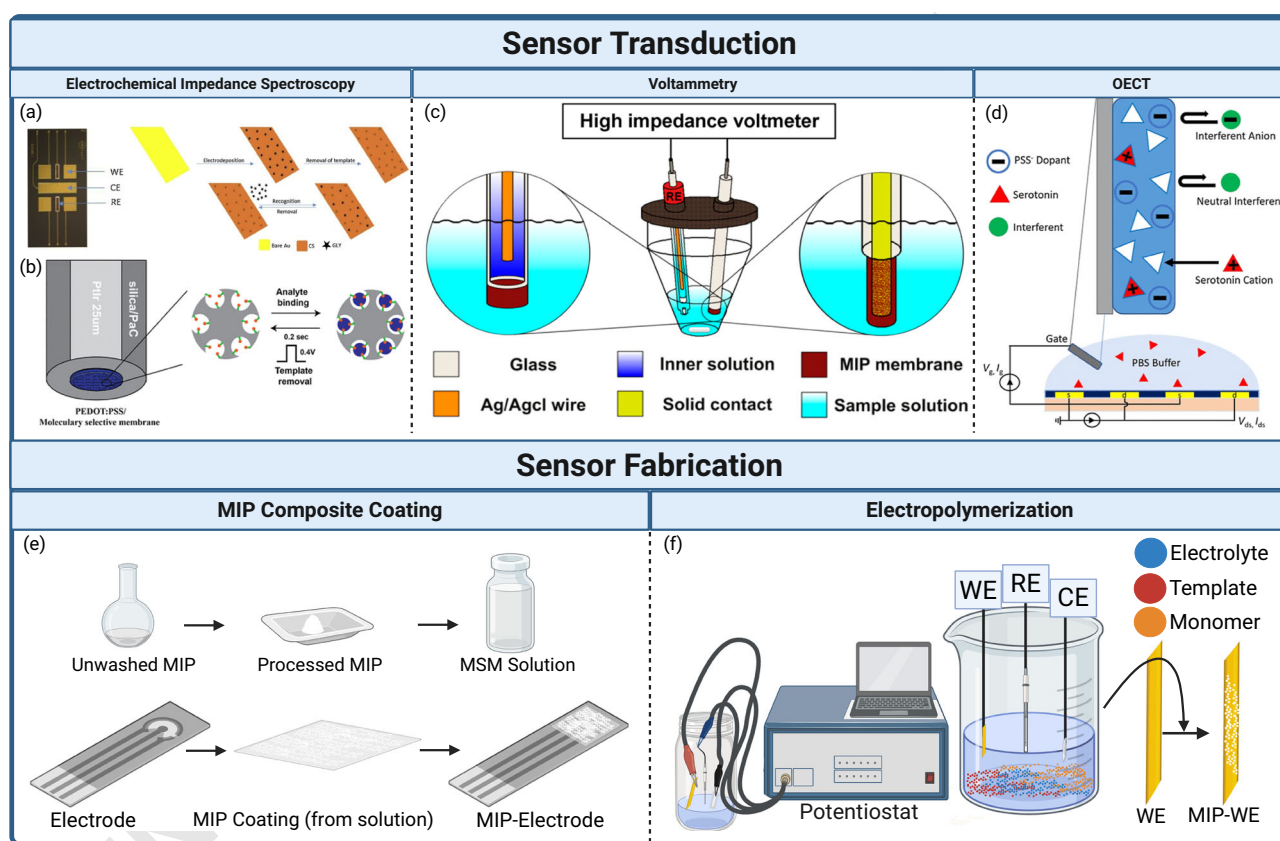 Sensor Transduction
Electrochemical Impedance Spectroscopy
Voltammetry
OECT
(a)
WE
CE
RE
Electrodeposition
Removal of template
Recognition
Removal
Bare Au
CS
GLY
(b)
PtIr 25um
silica/PaC
Analyte
binding
0.2 sec
0.4V
Template
removal
PEDOT:PSS/
Moleculary selective membrane
(c)
High impedance voltmeter
RE
Glass
Inner solution
MIP membrane
Ag/Agcl wire
Solid contact
Sample solution
(d)
PSS- Dopant
Serotonin
Interferent
Interferent Anion
Neutral Interferen
Serotonin Cation
Gate
PBS Buffer
Vg, Ig
s
d
s
d
Vds, Ids
Sensor Fabrication
MIP Composite Coating
Electropolymerization
(e)
Unwashed MIP
Processed MIP
MSM Solution
Electrode
MIP Coating (from solution)
MIP-Electrode
(f)
WE
RE
CE
Electrolyte
Template
Monomer
Potentiostat
WE
MIP-WE